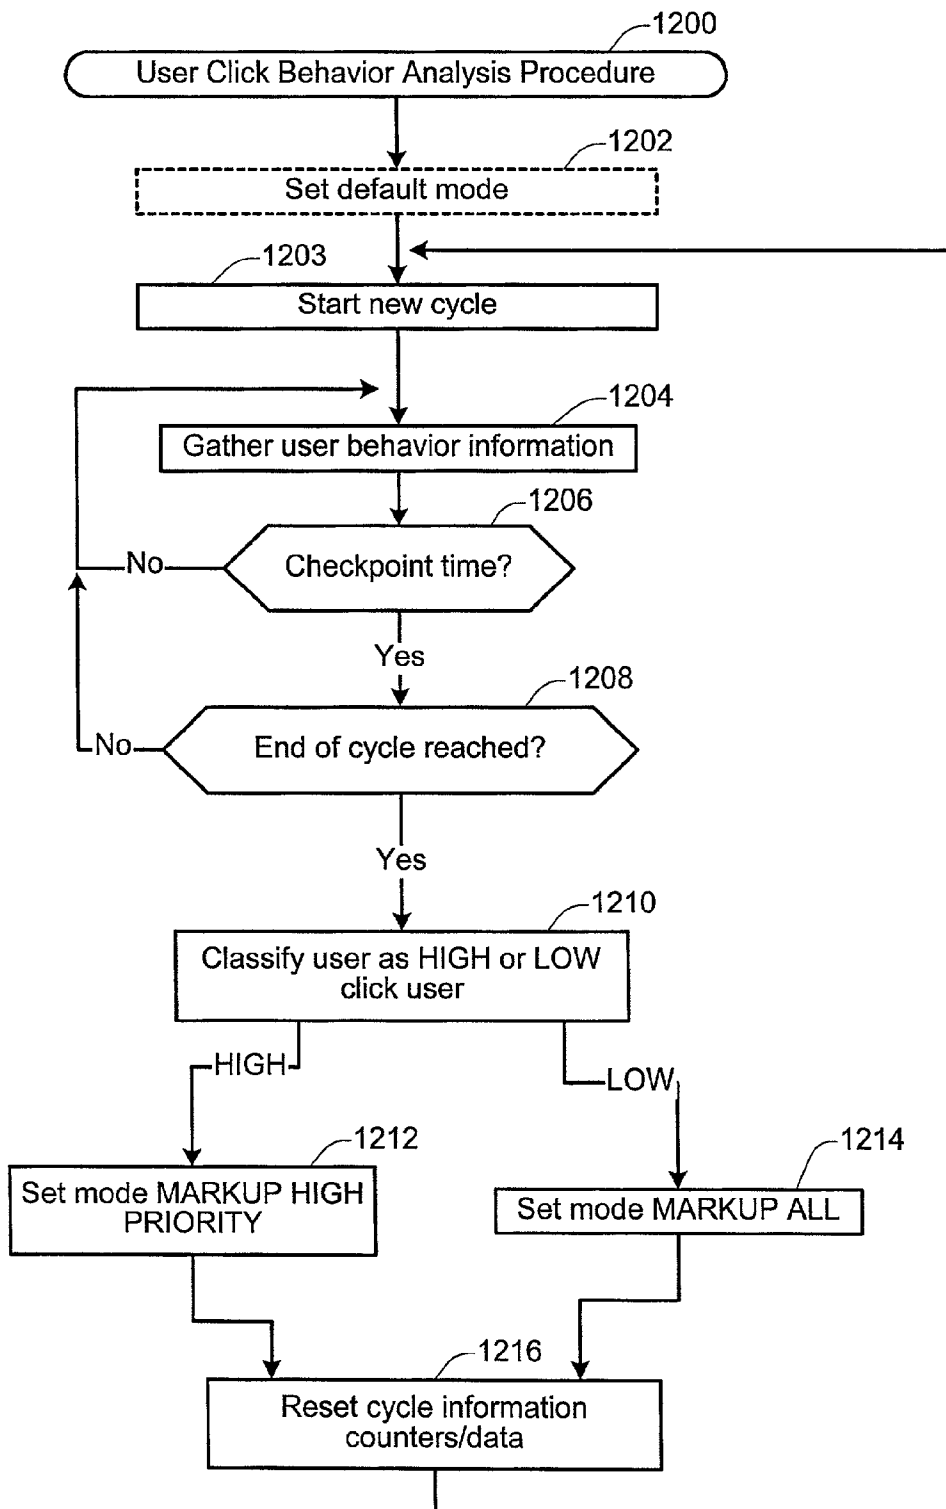 1200
User Click Behavior Analysis Procedure
1202
Set default mode
1203
Start new cycle
1204
Gather user behavior information
1206
Checkpoint time?
No
Yes
1208
End of cycle reached?
No
Yes
1210
Classify user as HIGH or LOW
click user
HIGH
LOW
1212
Set mode MARKUP HIGH
PRIORITY
1214
Set mode MARKUP ALL
1216
Reset cycle information
counters/data